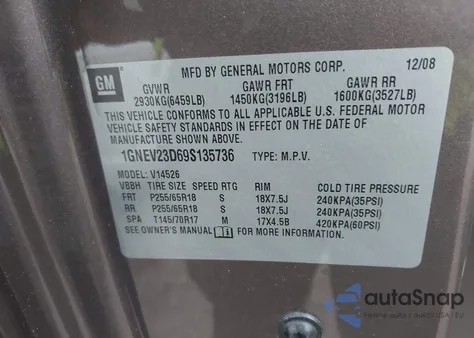 MFD BY GENERAL MOTORS CORP. 12/08
GM
GVWR GAWR FRT GAWR RR
2930KG(6459LB) 1450KG(3196LB) 1600KG(3527LB)
THIS VEHICLE CONFORMS TO ALL APPLICABLE U.S. FEDERAL MOTOR
VEHICLE SAFETY STANDARDS IN EFFECT ON THE DATE OF
MANUFACTURE SHOWN ABOVE.
1GNEV23D69S135736 TYPE: M.P.V.
MODEL: V14526
VBBH TIRE SIZE SPEED RTG RIM COLD TIRE PRESSURE
FRT P255/65R18 S 18X7.5J 240KPA(35PSI)
RR P255/65R18 S 18X7.5J 240KPA(35PSI)
SPA T145/70R17 M 17X4.5B 420KPA(60PSI)
SEE OWNER'S MANUAL FOR MORE INFORMATION.
autoSnap